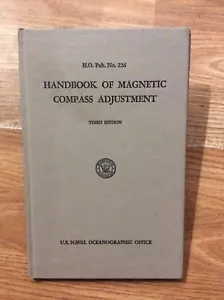 H.O. Pub. No. 226
HANDBOOK OF MAGNETIC
COMPASS ADJUSTMENT
THIRD EDITION
U.S. NAVAL OCEANOGRAPHIC OFFICE